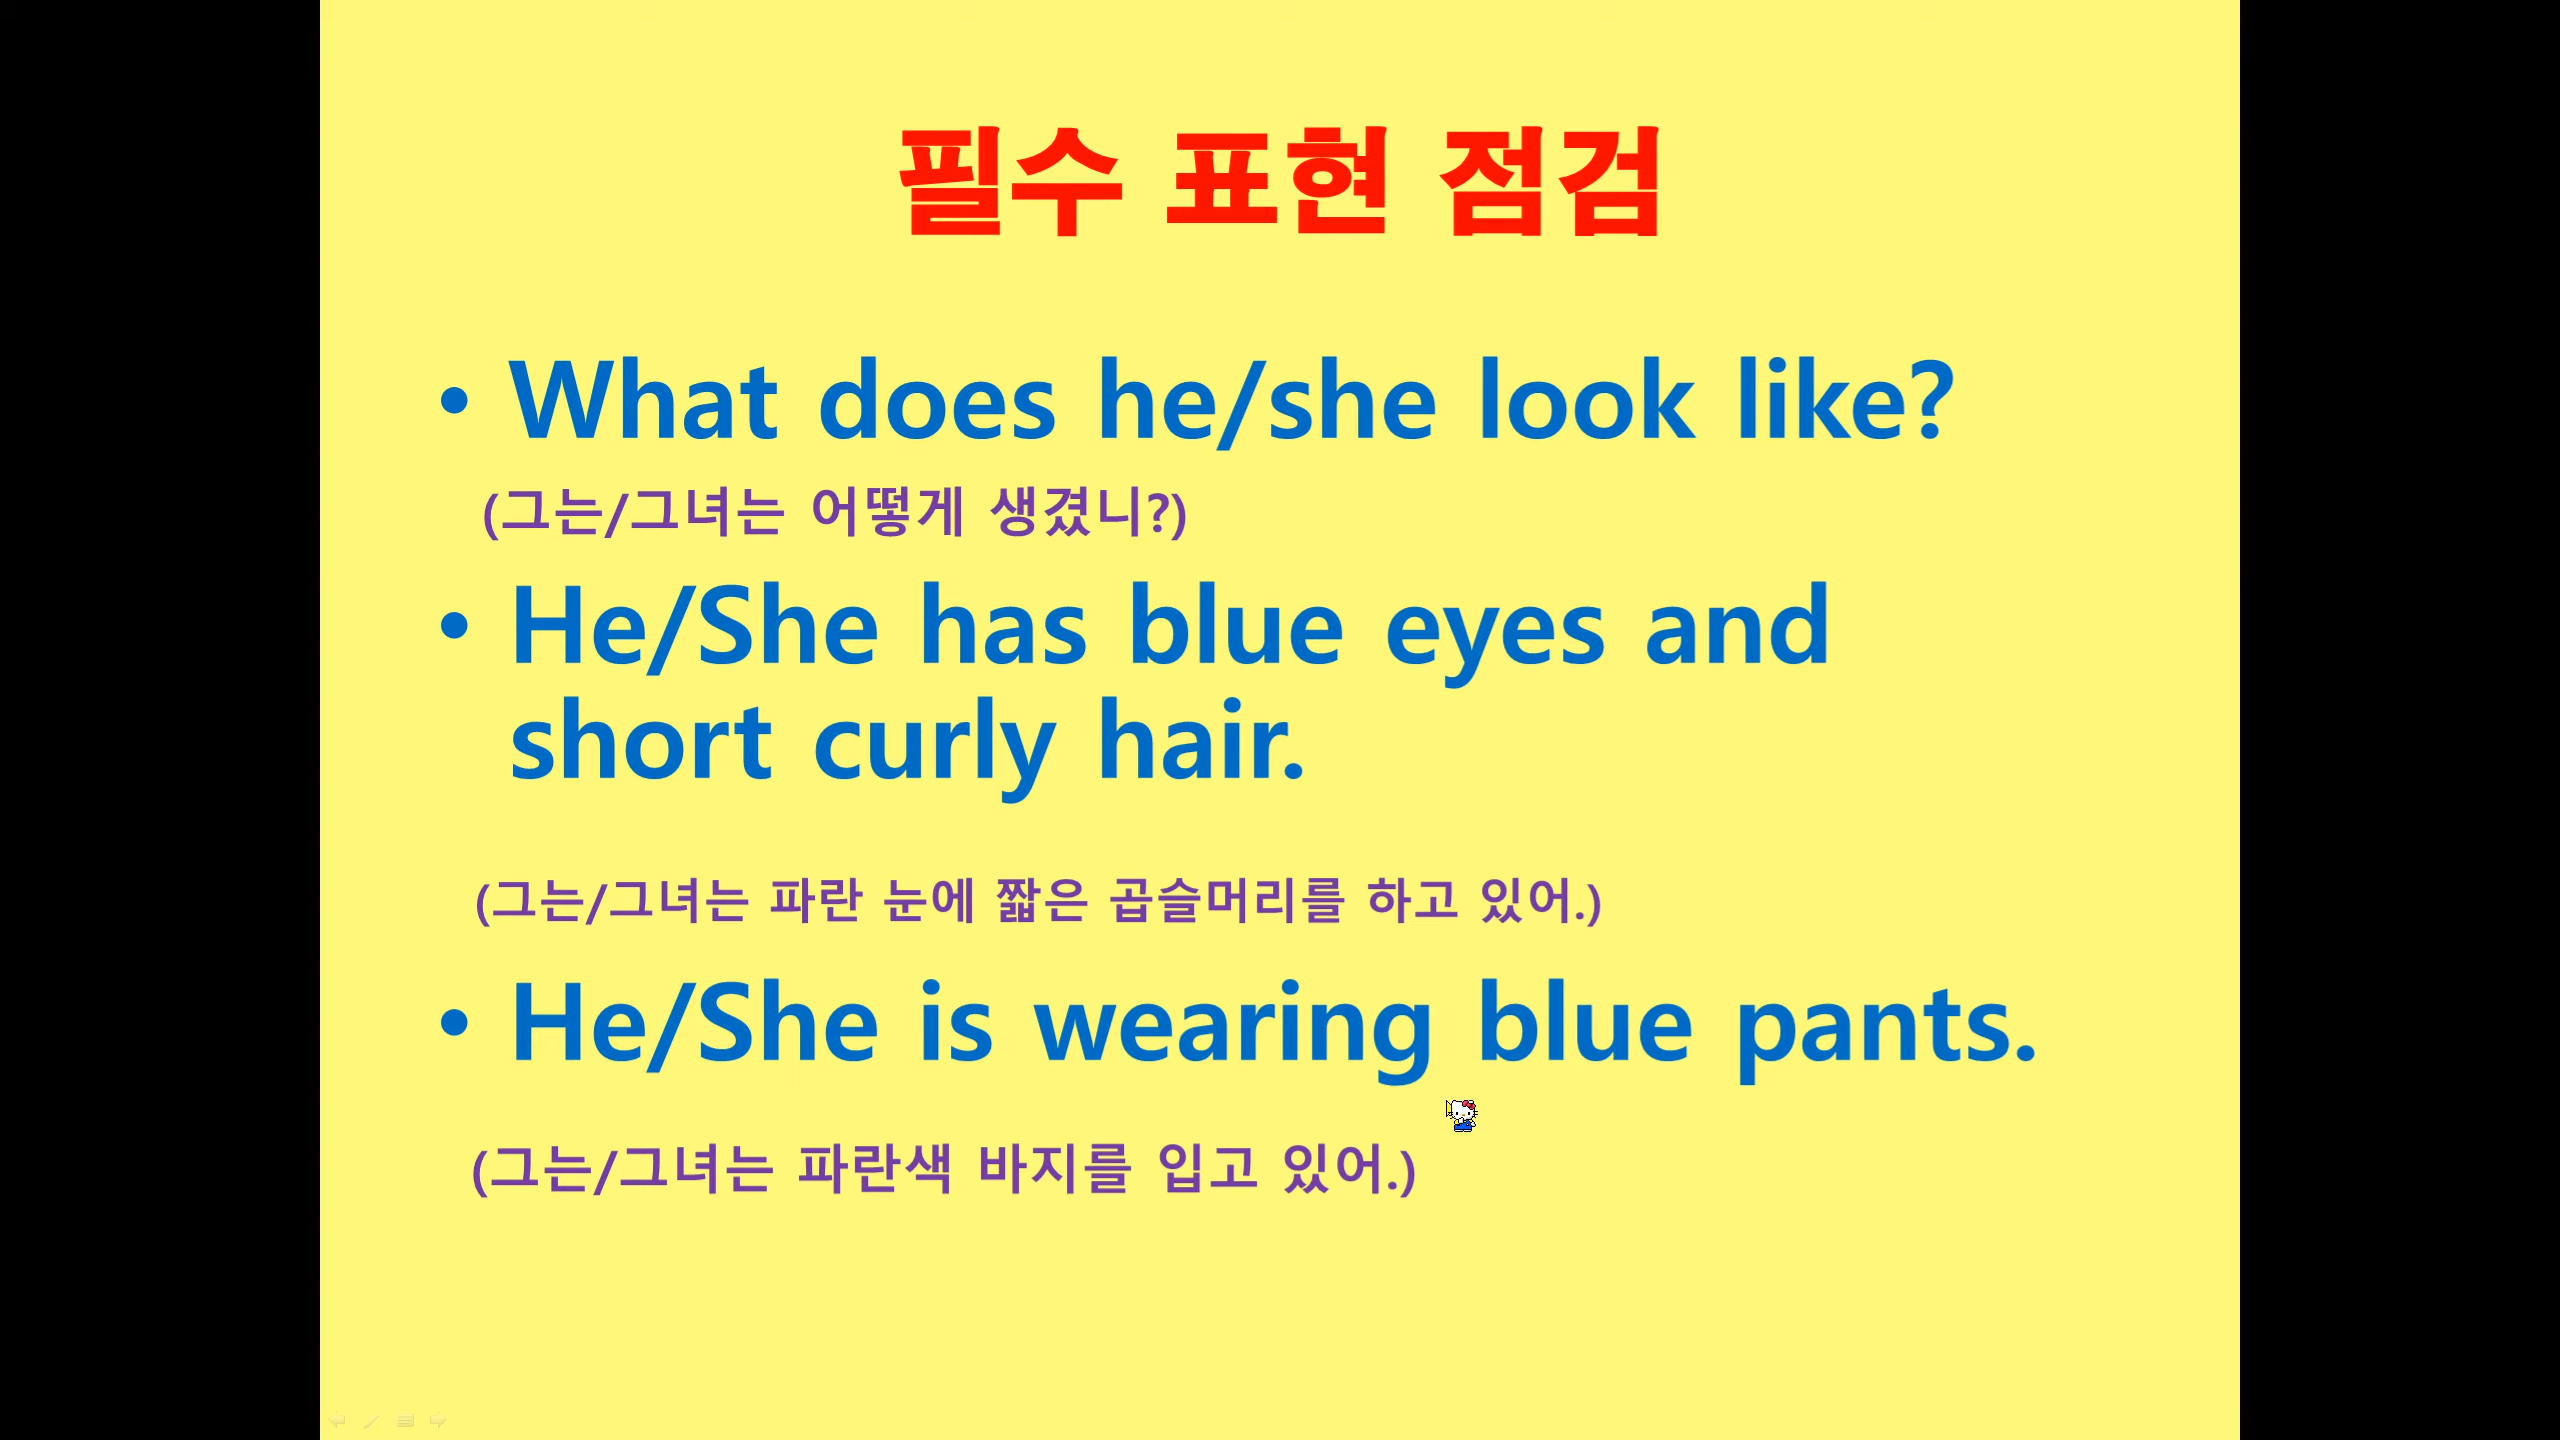 필수 표현 점검
• What does he/she look like?
(그는/그녀는 어떻게 생겼니?)
• He/She has blue eyes and
short curly hair.
(그는/그녀는 파란 눈에 짧은 곱슬머리를 하고 있어.)
• He/She is wearing blue pants.
(그는/그녀는 파란색 바지를 입고 있어.)